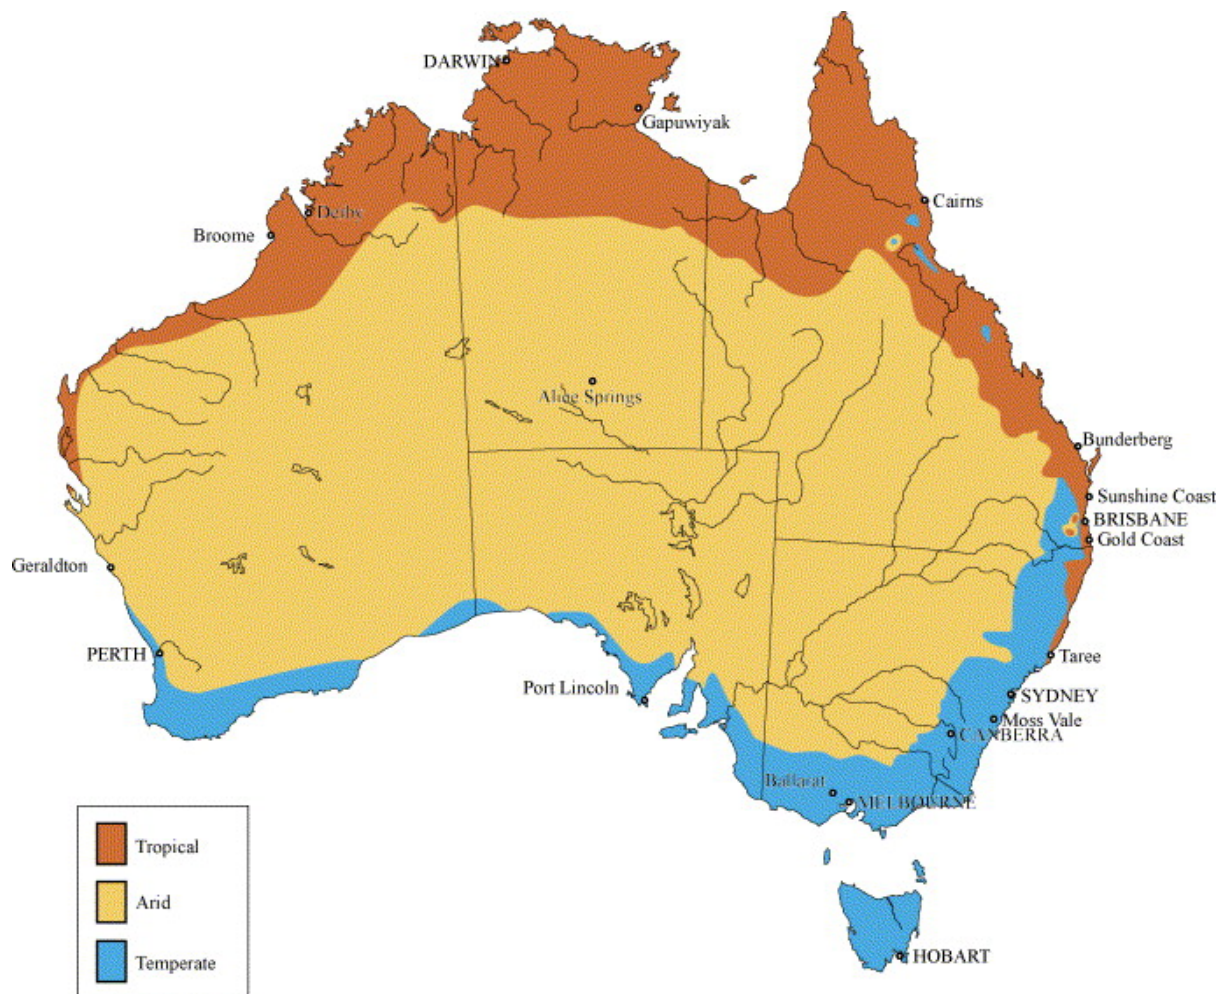 DARWIN
Gapuwiyak
Cairns
Derby
Broome
Alice Springs
Bunderberg
Sunshine Coast
BRISBANE
Gold Coast
Geraldton
PERTH
Taree
Port Lincoln
SYDNEY
Moss Vale
CANBERRA
Ballarat
MELBOURNE
Tropical
Arid
HOBART
Temperate